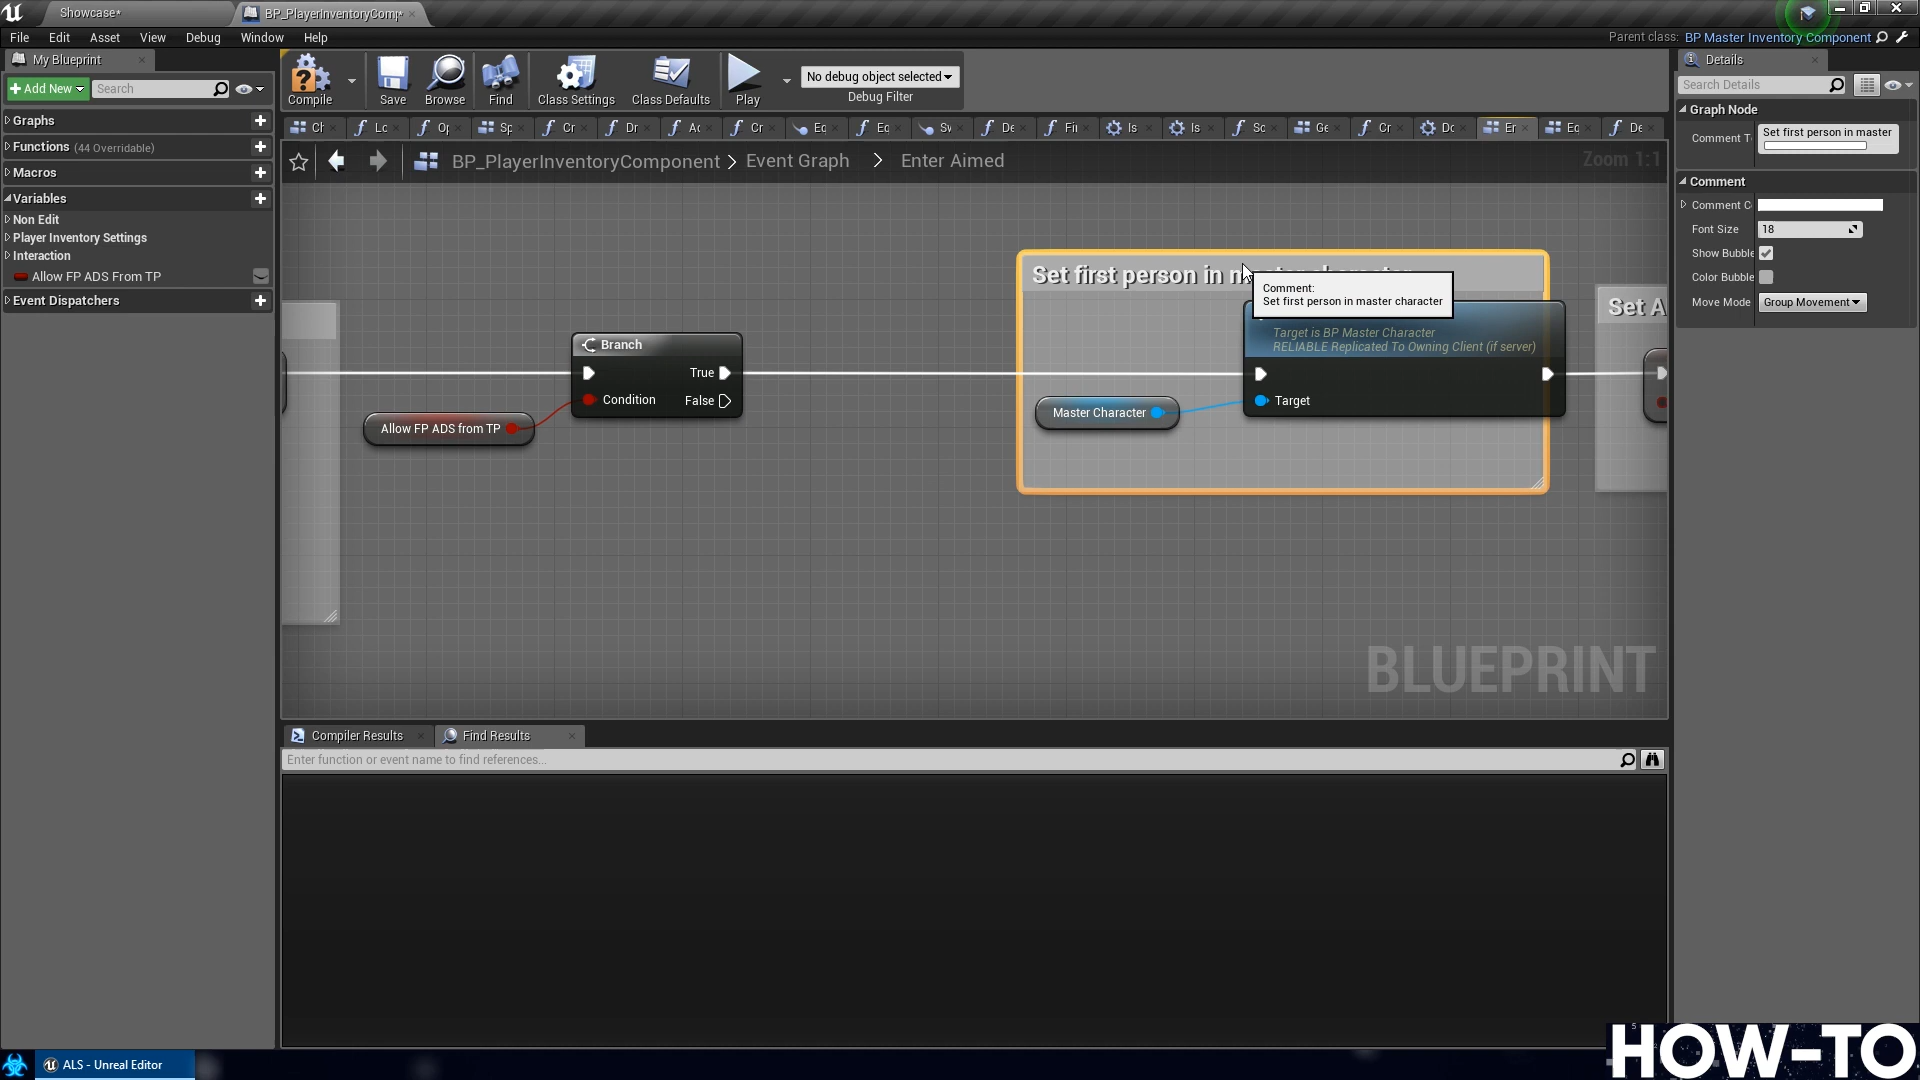 Showcase*
BP_PlayerInventoryComp*
File Edit Asset View Debug Window Help
Parent class: BP Master Inventory Component
My Blueprint
Add New
Search
Compile
Save
Browse
Find
Class Settings
Class Defaults
Play
No debug object selected
Debug Filter
Details
Search Details
Graphs
Functions (44 Overridable)
Macros
Variables
Non Edit
Player Inventory Settings
Interaction
Allow FP ADS From TP
Event Dispatchers
BP_PlayerInventoryComponent > Event Graph > Enter Aimed
Zoom 1:1
Branch
True
Condition
False
Allow FP ADS from TP
Set first person in
Comment:
Set first person in master character
Target is BP Master Character
RELIABLE Replicated To Owning Client (if server)
Master Character
Target
Set A
BLUEPRINT
Graph Node
Comment T
Set first person in master
Comment
Comment C
Font Size
18
Show Bubble
Color Bubble
Move Mode
Group Movement
Compiler Results
Find Results
Enter function or event name to find references...
ALS - Unreal Editor
HOW-TO